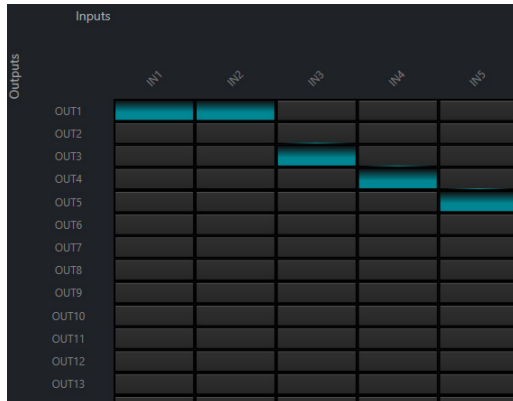 Inputs
Outputs
IN1 IN2 IN3 IN4 IN5
OUT1
OUT2
OUT3
OUT4
OUT5
OUT6
OUT7
OUT8
OUT9
OUT10
OUT11
OUT12
OUT13